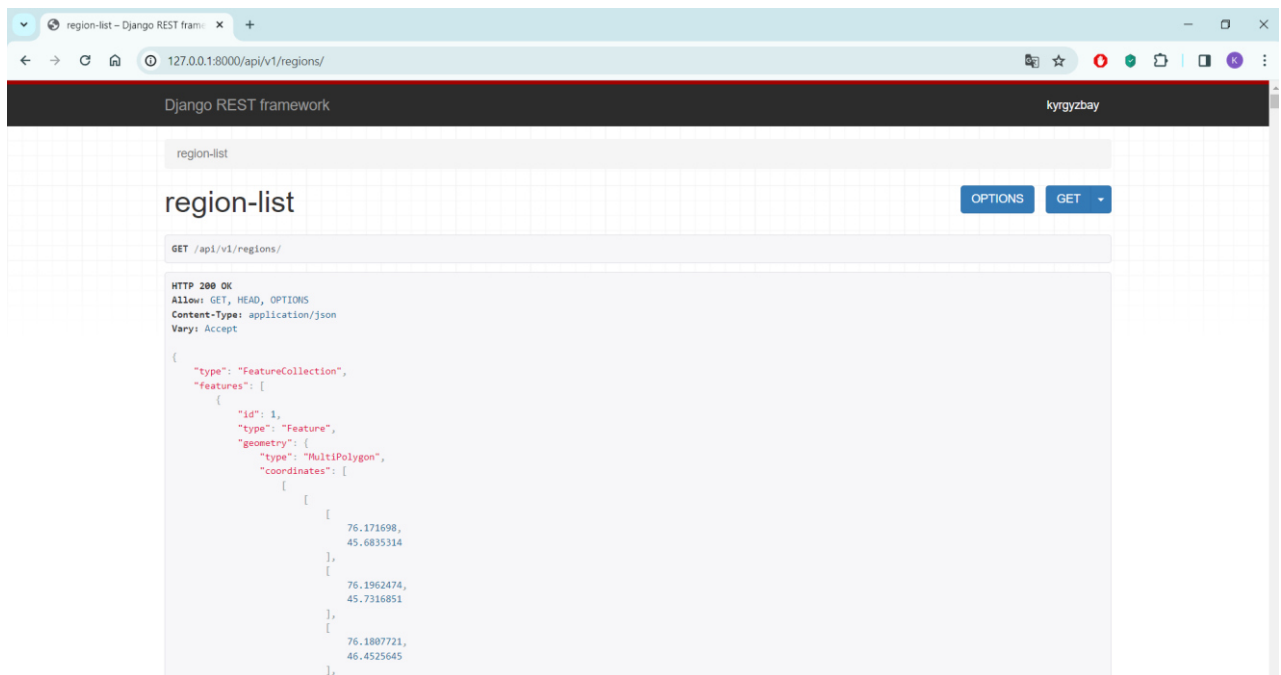 region-list – Django REST frame
127.0.0.1:8000/api/v1/regions/
K
Django REST framework
kyrgyzbay
region-list
region-list
OPTIONS
GET
GET /api/v1/regions/
HTTP 200 OK
Allow: GET, HEAD, OPTIONS
Content-Type: application/json
Vary: Accept
{
    "type": "FeatureCollection",
    "features": [
        {
            "id": 1,
            "type": "Feature",
            "geometry": {
                "type": "MultiPolygon",
                "coordinates": [
                    [
                        [
                            [
                                76.171698,
                                45.6835314
                            ],
                            [
                                76.1962474,
                                45.7316851
                            ],
                            [
                                76.1807721,
                                46.4525645
                            ],